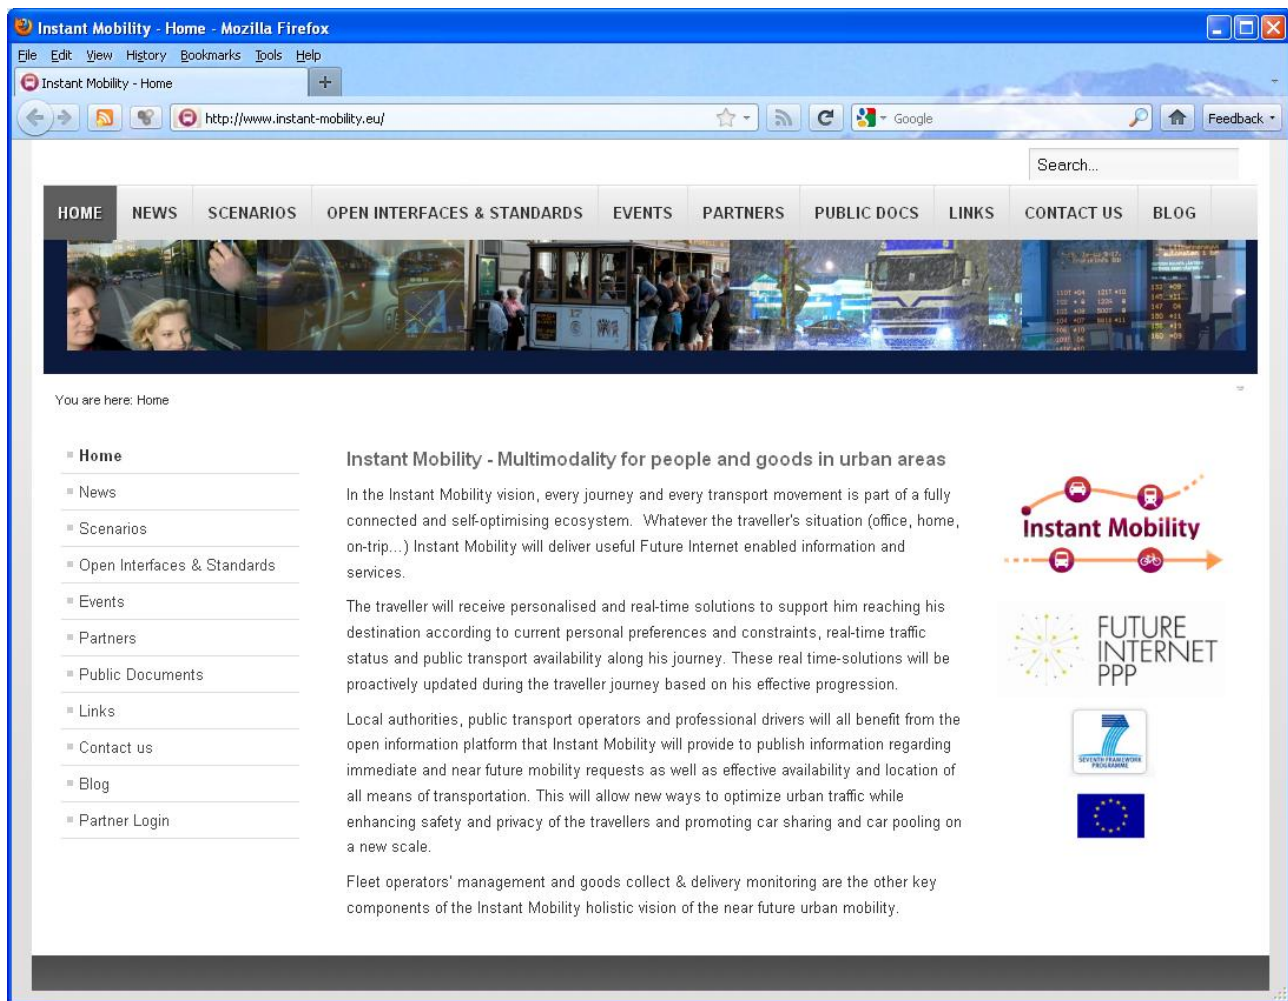 Instant Mobility - Home - Mozilla Firefox
File Edit View History Bookmarks Tools Help
Instant Mobility - Home
http://www.instant-mobility.eu/
Google
Feedback
Search...
HOME NEWS SCENARIOS OPEN INTERFACES & STANDARDS EVENTS PARTNERS PUBLIC DOCS LINKS CONTACT US BLOG
You are here: Home
Home
News
Scenarios
Open Interfaces & Standards
Events
Partners
Public Documents
Links
Contact us
Blog
Partner Login
Instant Mobility - Multimodality for people and goods in urban areas
In the Instant Mobility vision, every journey and every transport movement is part of a fully
connected and self-optimising ecosystem. Whatever the traveller's situation (office, home,
on-trip...) Instant Mobility will deliver useful Future Internet enabled information and
services.
The traveller will receive personalised and real-time solutions to support him reaching his
destination according to current personal preferences and constraints, real-time traffic
status and public transport availability along his journey. These real time-solutions will be
proactively updated during the traveller journey based on his effective progression.
Local authorities, public transport operators and professional drivers will all benefit from the
open information platform that Instant Mobility will provide to publish information regarding
immediate and near future mobility requests as well as effective availability and location of
all means of transportation. This will allow new ways to optimize urban traffic while
enhancing safety and privacy of the travellers and promoting car sharing and car pooling on
a new scale.
Fleet operators' management and goods collect & delivery monitoring are the other key
components of the Instant Mobility holistic vision of the near future urban mobility.
Instant Mobility
FUTURE
INTERNET
PPP
SEVENTH FRAMEWORK
PROGRAMME